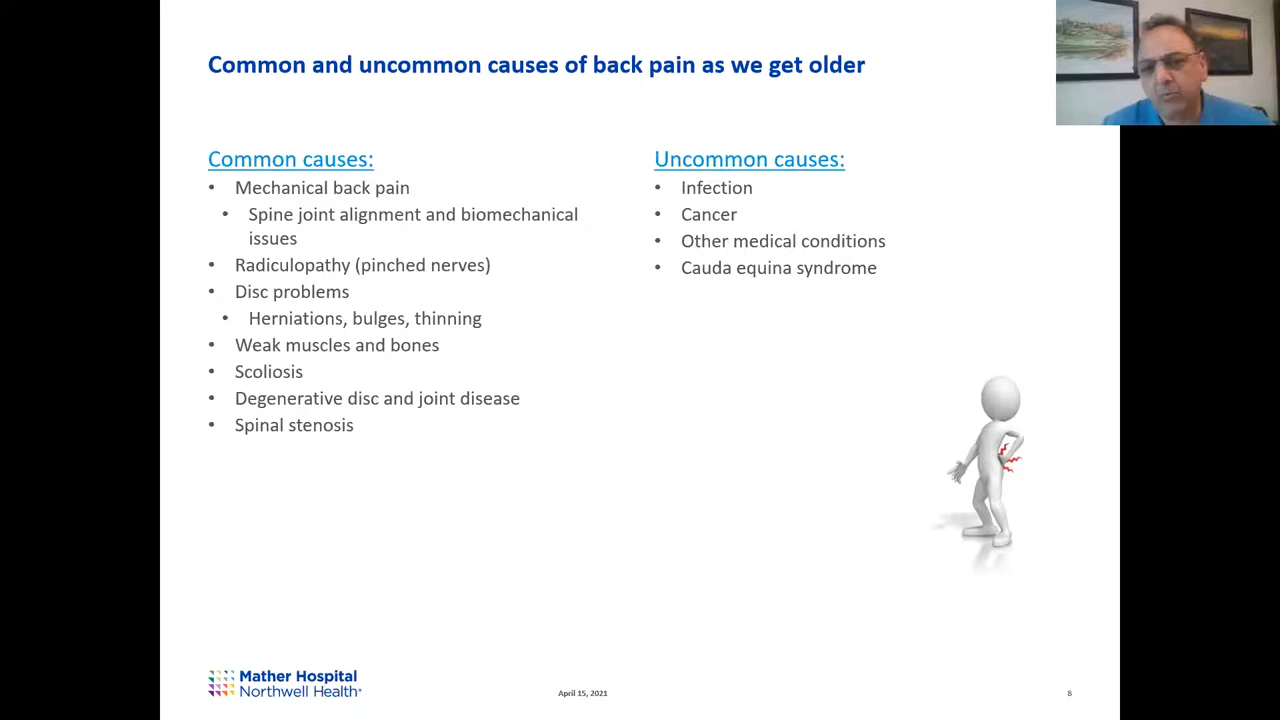 Common and uncommon causes of back pain as we get older
Common causes:
• Mechanical back pain
• Spine joint alignment and biomechanical
issues
• Radiculopathy (pinched nerves)
• Disc problems
• Herniations, bulges, thinning
• Weak muscles and bones
• Scoliosis
• Degenerative disc and joint disease
• Spinal stenosis
Uncommon causes:
• Infection
• Cancer
• Other medical conditions
• Cauda equina syndrome
Mather Hospital
Northwell Health®
April 15, 2021
8